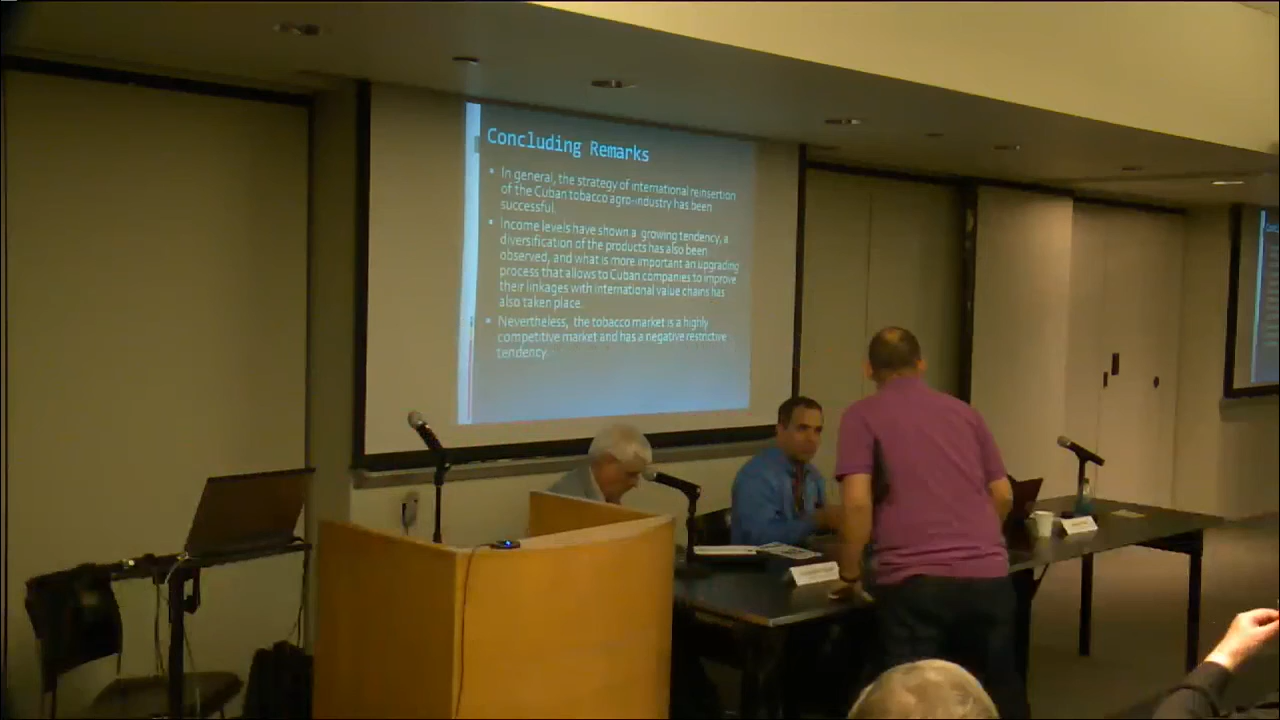 Concluding Remarks
• In general, the strategy of international reinsertion
of the Cuban tobacco agro-industry has been
successful.
• Income levels have shown a growing tendency, a
diversification of the products has also been
observed, and what is more important an upgrading
process that allows to Cuban companies to improve
their linkages with international value chains has
also taken place.
• Nevertheless, the tobacco market is a highly
competitive market and has a negative restrictive
tendency.